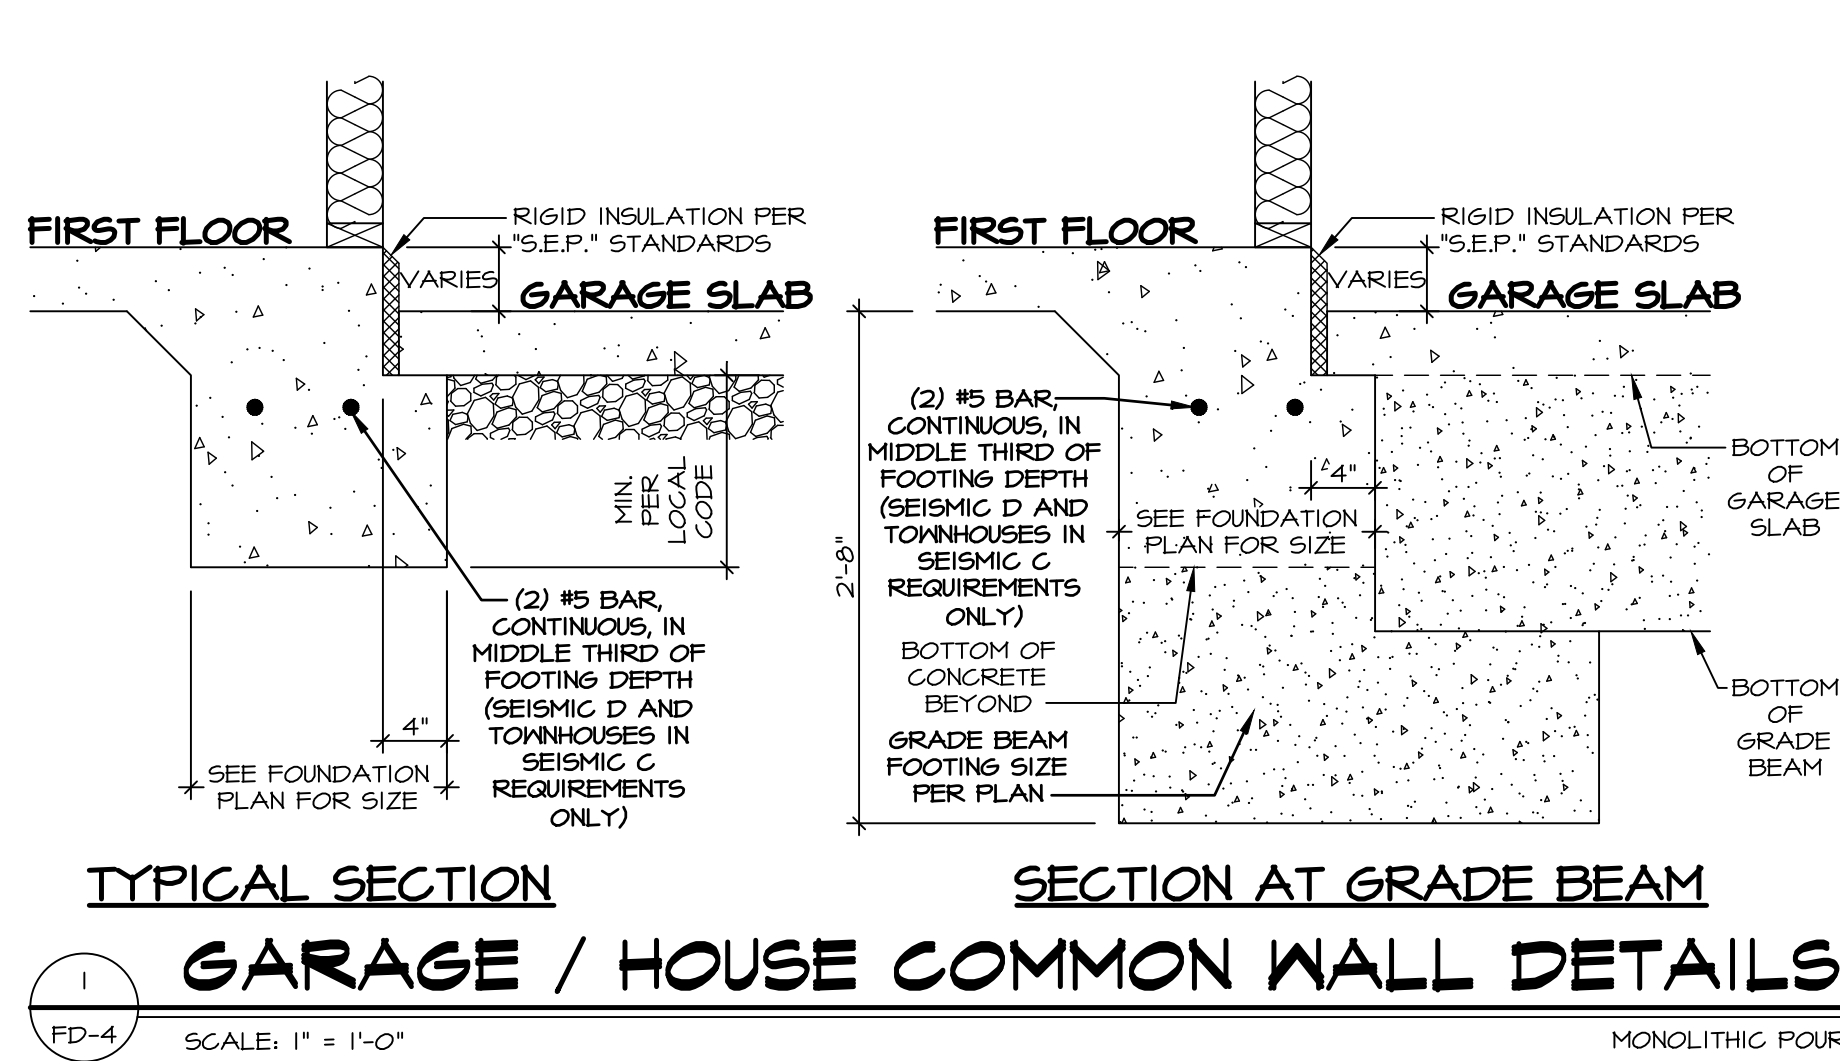 FIRST FLOOR
RIGID INSULATION PER
"S.E.P." STANDARDS
VARIES
GARAGE SLAB
MIN.
PER
LOCAL
CODE
(2) #5 BAR,
CONTINUOUS, IN
MIDDLE THIRD OF
FOOTING DEPTH
(SEISMIC D AND
TOWNHOUSES IN
SEISMIC C
REQUIREMENTS
ONLY)
4"
SEE FOUNDATION
PLAN FOR SIZE
TYPICAL SECTION
FIRST FLOOR
RIGID INSULATION PER
"S.E.P." STANDARDS
VARIES
GARAGE SLAB
2'-8"
(2) #5 BAR,
CONTINUOUS, IN
MIDDLE THIRD OF
FOOTING DEPTH
(SEISMIC D AND
TOWNHOUSES IN
SEISMIC C
REQUIREMENTS
ONLY)
4"
SEE FOUNDATION
PLAN FOR SIZE
BOTTOM
OF
GARAGE
SLAB
BOTTOM OF
CONCRETE
BEYOND
GRADE BEAM
FOOTING SIZE
PER PLAN
BOTTOM
OF
GRADE
BEAM
SECTION AT GRADE BEAM
GARAGE / HOUSE COMMON WALL DETAILS
1
FD-4
SCALE: 1" = 1'-0"
MONOLITHIC POUR